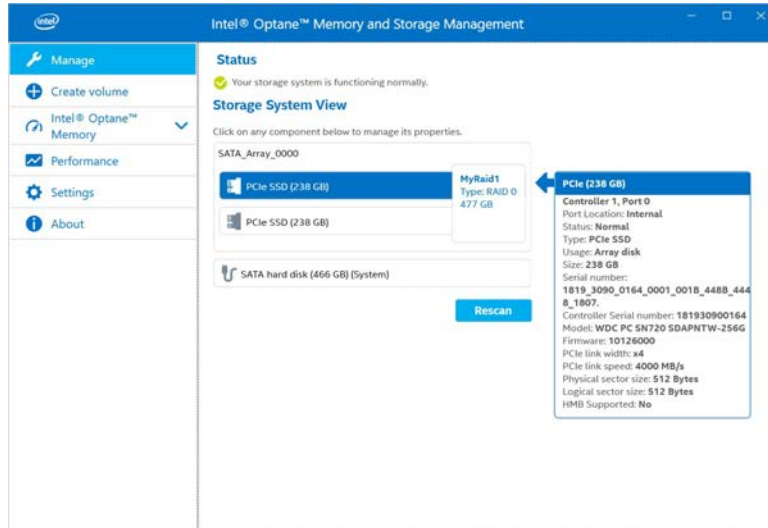 intel
Intel® Optane™ Memory and Storage Management
Manage
Create volume
Intel® Optane™
Memory
Performance
Settings
About
Status
Your storage system is functioning normally.
Storage System View
Click on any component below to manage its properties.
SATA_Array_0000
PCIe SSD (238 GB)
PCIe SSD (238 GB)
MyRaid1
Type: RAID 0
477 GB
SATA hard disk (466 GB) (System)
Rescan
PCIe (238 GB)
Controller 1, Port 0
Port Location: Internal
Status: Normal
Type: PCIe SSD
Usage: Array disk
Size: 238 GB
Serial number:
1819_3090_0164_0001_001B_448B_444
8_1807.
Controller Serial number: 181930900164
Model: WDC PC SN720 SDAPNTW-256G
Firmware: 10126000
PCIe link width: x4
PCIe link speed: 4000 MB/s
Physical sector size: 512 Bytes
Logical sector size: 512 Bytes
HMB Supported: No